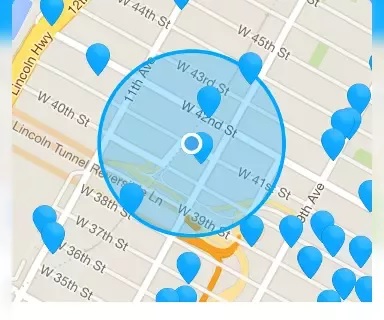 W 44th St
12th
W 45th St
Lincoln Hwy
11th Ave
W 43rd St
W 40th St
W 42nd St
Lincoln Tunnel Reversible Ln
W 41st St
W 38th St
9th Ave
W 39th St
W 37th St
W 36th St
W 35th St